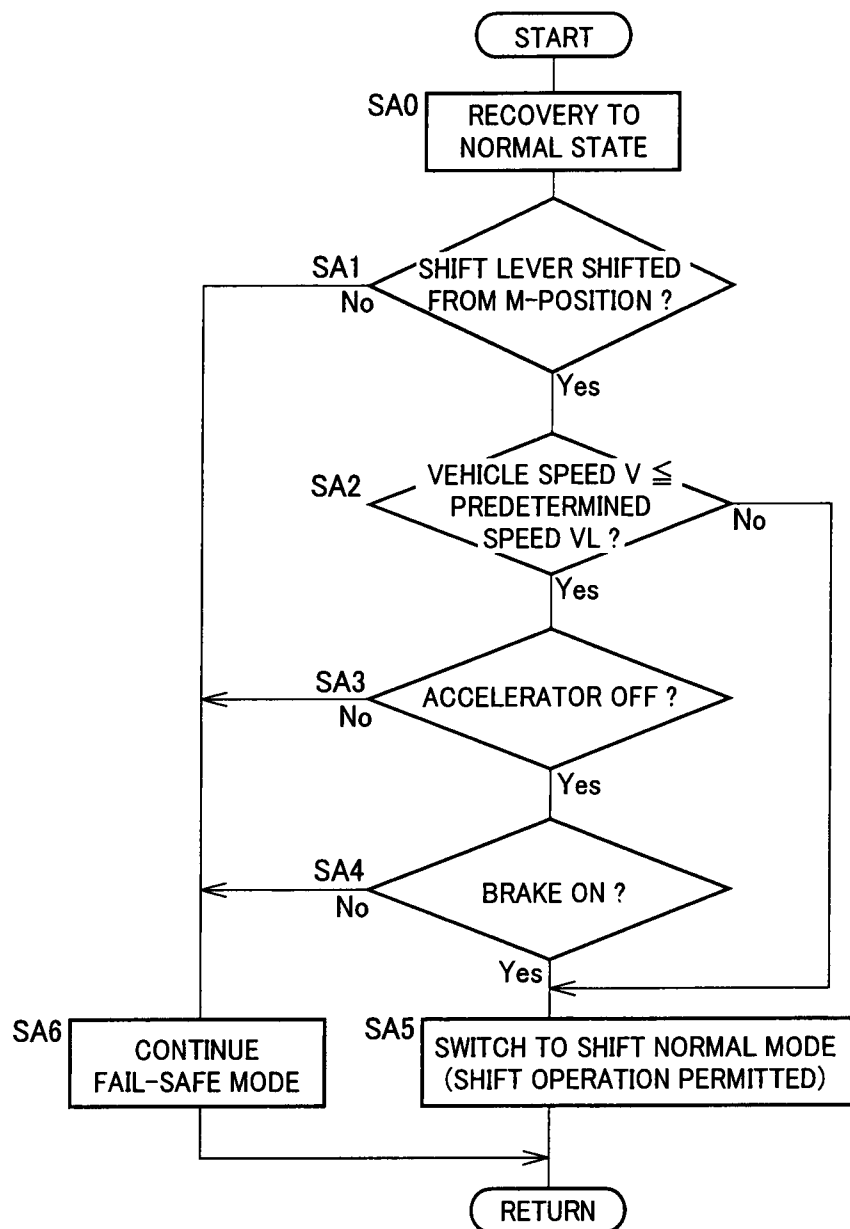 START
SA0
RECOVERY TO
NORMAL STATE
SA1
SHIFT LEVER SHIFTED
FROM M-POSITION ?
No
Yes
SA2
VEHICLE SPEED V ≦
PREDETERMINED
SPEED VL ?
No
Yes
SA3
ACCELERATOR OFF ?
No
Yes
SA4
BRAKE ON ?
No
Yes
SA6
CONTINUE
FAIL-SAFE MODE
SA5
SWITCH TO SHIFT NORMAL MODE
(SHIFT OPERATION PERMITTED)
RETURN